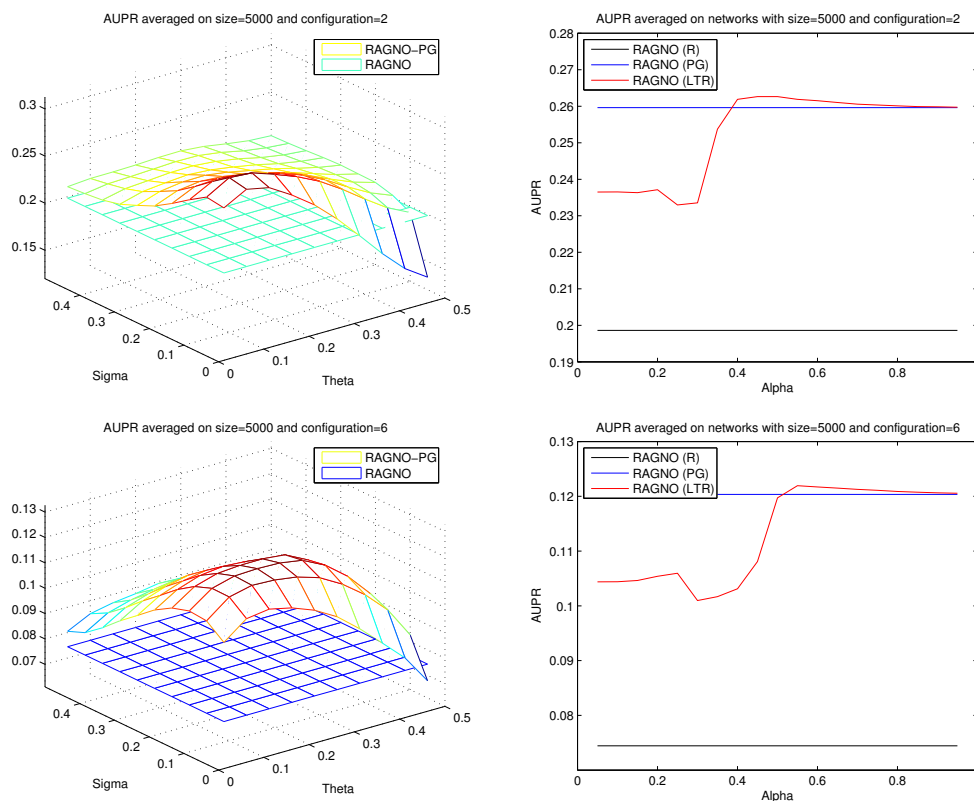 AUPR averaged on size=5000 and configuration=2
RAGNO-PG
RAGNO
0.3
0.25
0.2
0.15
0.4
0.3
0.2
0.1
0
Sigma
0
0.1
0.2
0.3
0.4
0.5
Theta
AUPR averaged on networks with size=5000 and configuration=2
RAGNO (R)
RAGNO (PG)
RAGNO (LTR)
0.28
0.27
0.26
0.25
0.24
0.23
0.22
0.21
0.2
0.19
AUPR
0
0.2
0.4
0.6
0.8
Alpha
AUPR averaged on size=5000 and configuration=6
RAGNO-PG
RAGNO
0.13
0.12
0.11
0.1
0.09
0.08
0.07
0.4
0.3
0.2
0.1
0
Sigma
0
0.1
0.2
0.3
0.4
0.5
Theta
AUPR averaged on networks with size=5000 and configuration=6
RAGNO (R)
RAGNO (PG)
RAGNO (LTR)
0.13
0.12
0.11
0.1
0.09
0.08
AUPR
0
0.2
0.4
0.6
0.8
Alpha